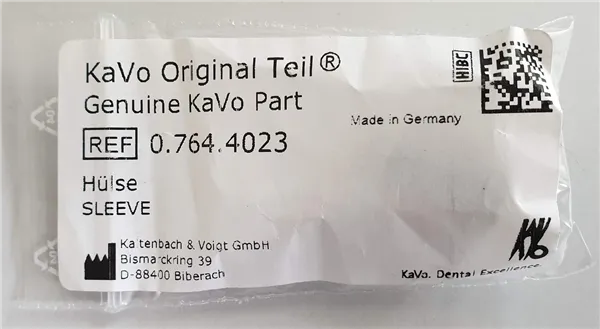 KaVo Original Teil®
Genuine KaVo Part
REF 0.764.4023
Made in Germany
HIBC
Hülse
SLEEVE
Kaltenbach & Voigt GmbH
Bismarckring 39
D-88400 Biberach
KAVO
KaVo. Dental Excellence.